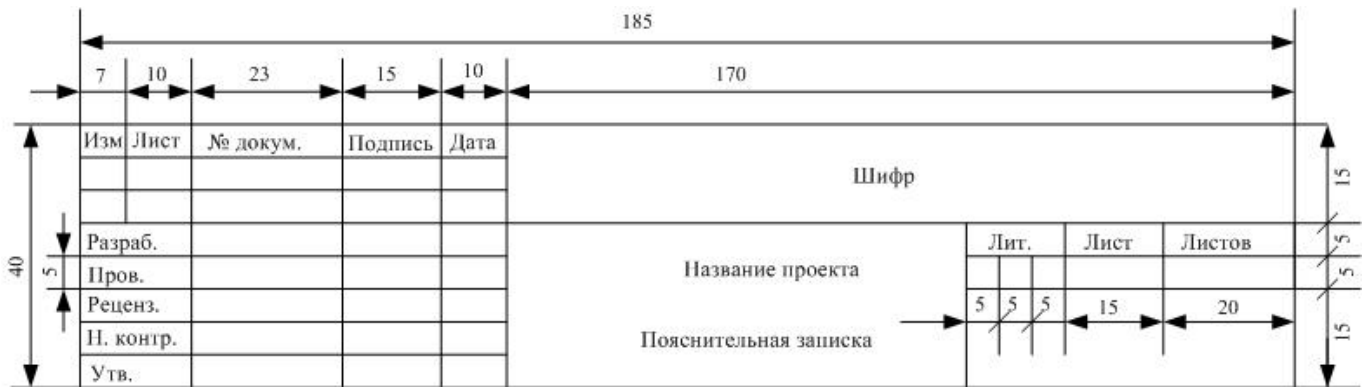 185
7 10 23 15 10 170
Изм Лист № докум. Подпись Дата
Шифр
15
Разраб.
Лит. Лист Листов
5
40
5
Пров.
Название проекта
5
Реценз.
5 5 5 15 20
Н. контр.
Пояснительная записка
15
Утв.